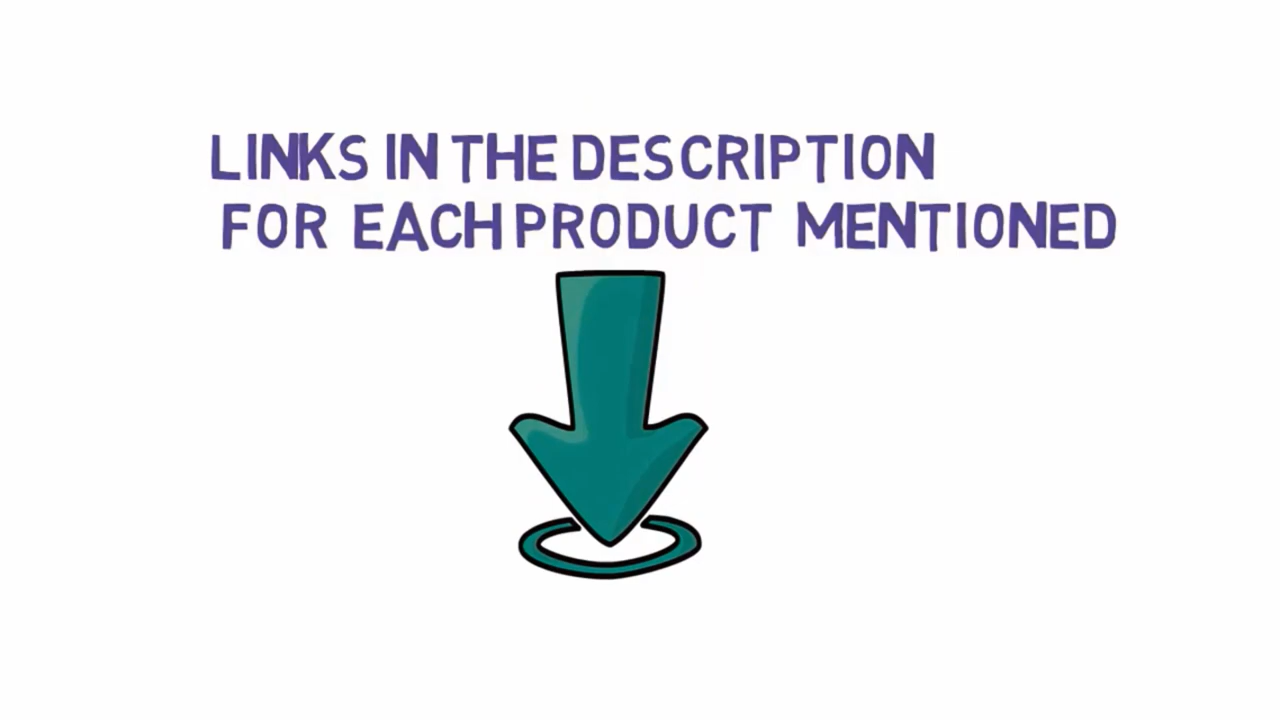 LINKS IN THE DESCRIPTION
FOR EACH PRODUCT MENTIONED